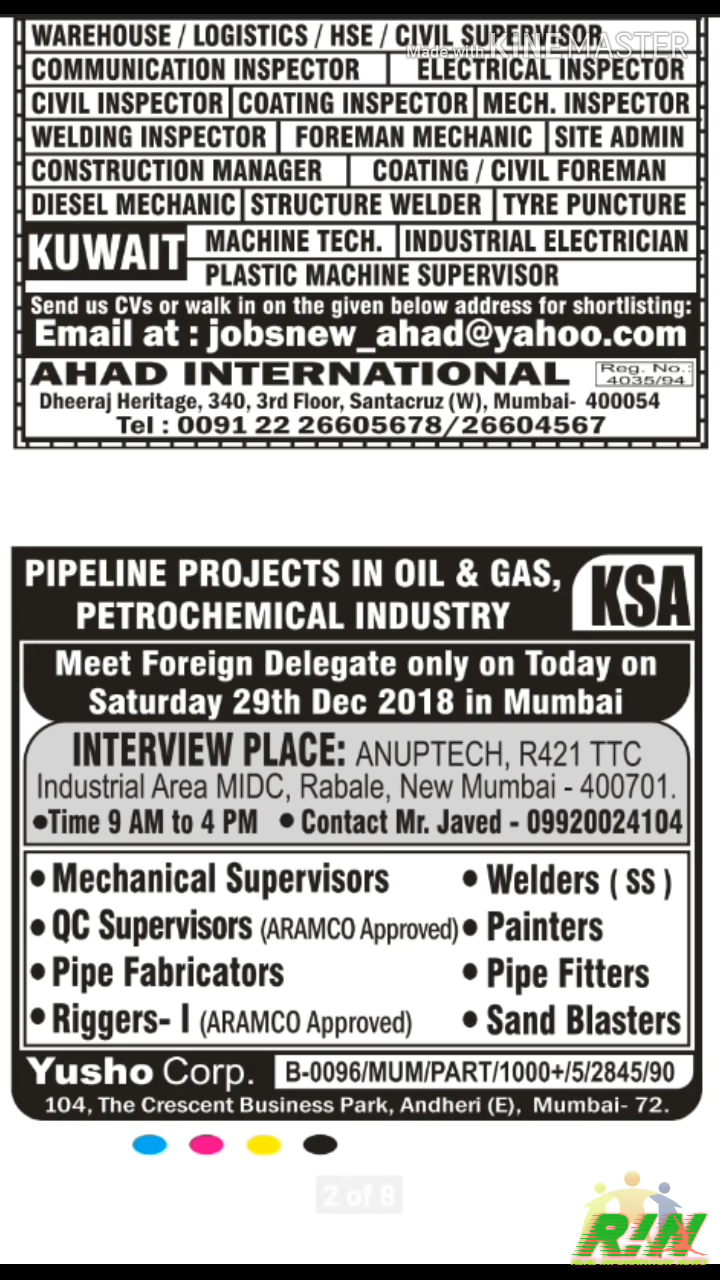 WAREHOUSE / LOGISTICS / HSE / CIVIL SUPERVISOR
Made with KINEMASTER
COMMUNICATION INSPECTOR ELECTRICAL INSPECTOR
CIVIL INSPECTOR COATING INSPECTOR MECH. INSPECTOR
WELDING INSPECTOR FOREMAN MECHANIC SITE ADMIN
CONSTRUCTION MANAGER COATING / CIVIL FOREMAN
DIESEL MECHANIC STRUCTURE WELDER TYRE PUNCTURE
KUWAIT MACHINE TECH. INDUSTRIAL ELECTRICIAN
PLASTIC MACHINE SUPERVISOR
Send us CVs or walk in on the given below address for shortlisting:
Email at : jobsnew_ahad@yahoo.com
AHAD INTERNATIONAL Reg. No.: 4035/94
Dheeraj Heritage, 340, 3rd Floor, Santacruz (W), Mumbai- 400054
Tel : 0091 22 26605678/26604567
PIPELINE PROJECTS IN OIL & GAS, KSA
PETROCHEMICAL INDUSTRY
Meet Foreign Delegate only on Today on
Saturday 29th Dec 2018 in Mumbai
INTERVIEW PLACE: ANUPTECH, R421 TTC
Industrial Area MIDC, Rabale, New Mumbai - 400701.
•Time 9 AM to 4 PM • Contact Mr. Javed - 09920024104
• Mechanical Supervisors • Welders ( SS )
• QC Supervisors (ARAMCO Approved) • Painters
• Pipe Fabricators • Pipe Fitters
• Riggers- I (ARAMCO Approved) • Sand Blasters
Yusho Corp. B-0096/MUM/PART/1000+/5/2845/90
104, The Crescent Business Park, Andheri (E), Mumbai- 72.
2 of 8